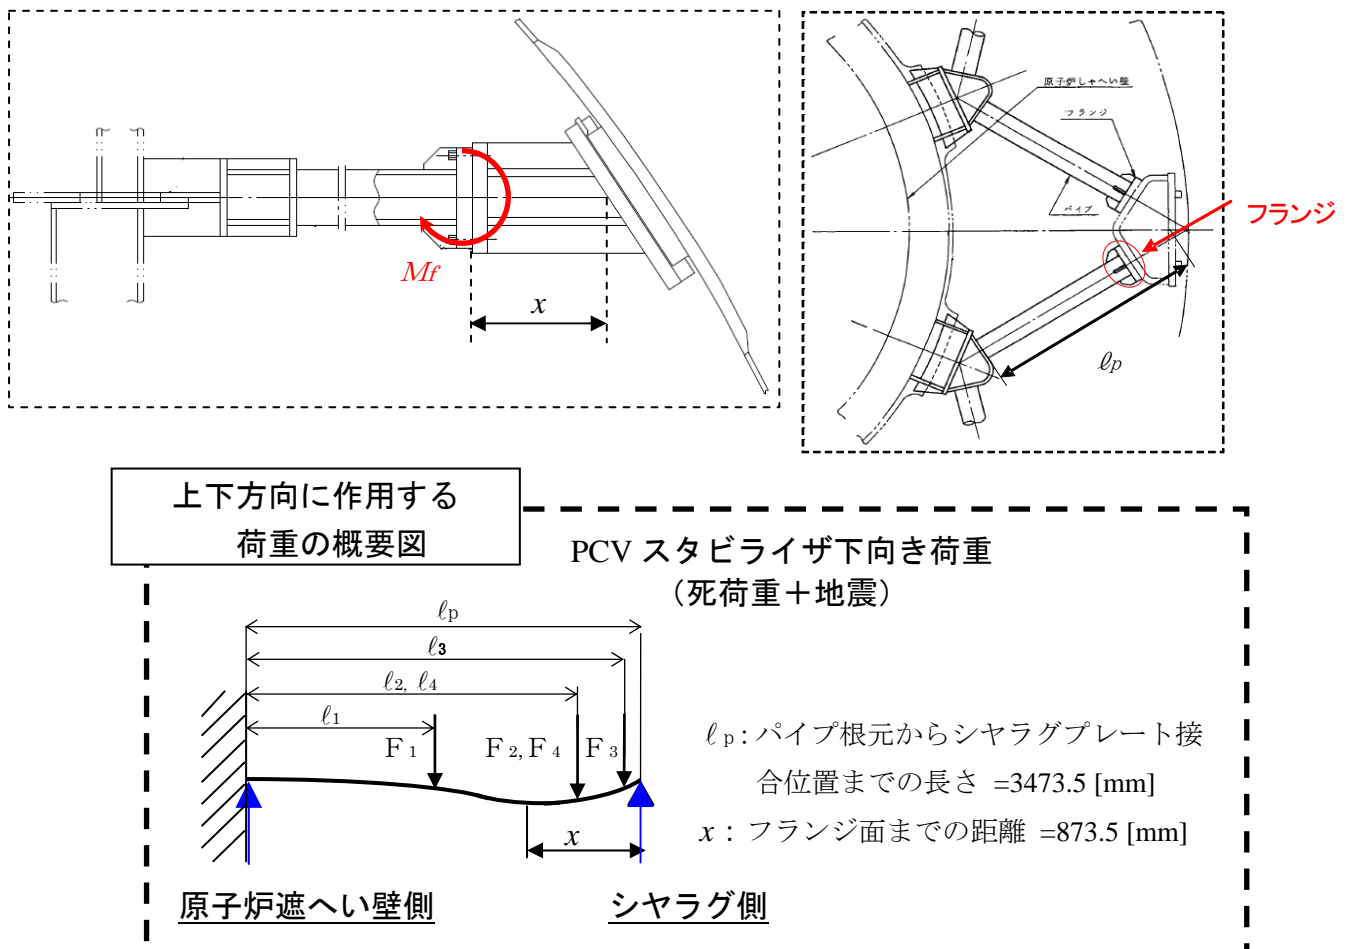 Mf
x
原子炉しゃへい壁
フランジ
パイプ
フランジ
ℓp
上下方向に作用する
荷重の概要図
PCV スタビライザ下向き荷重
（死荷重＋地震）
ℓp
ℓ3
ℓ2, ℓ4
ℓ1
F1
F2,F4
F3
x
ℓp：パイプ根元からシヤラグプレート接
合位置までの長さ =3473.5 [mm]
x：フランジ面までの距離 =873.5 [mm]
原子炉遮へい壁側
シヤラグ側